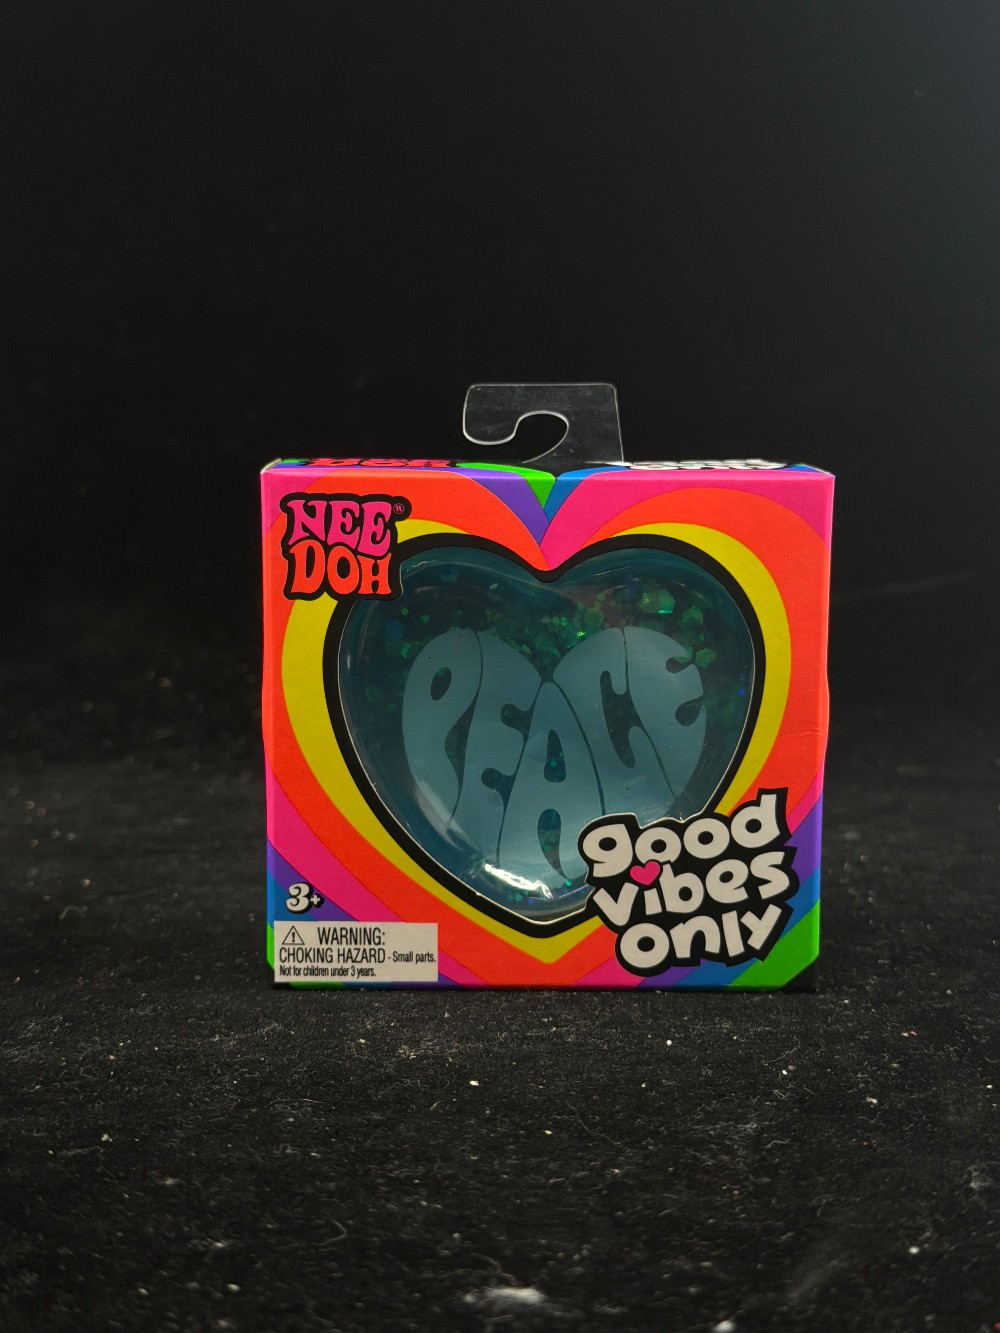 NEE
DOH®
PEACE
good
vibes
only
3+
WARNING:
CHOKING HAZARD - Small parts.
Not for children under 3 years.